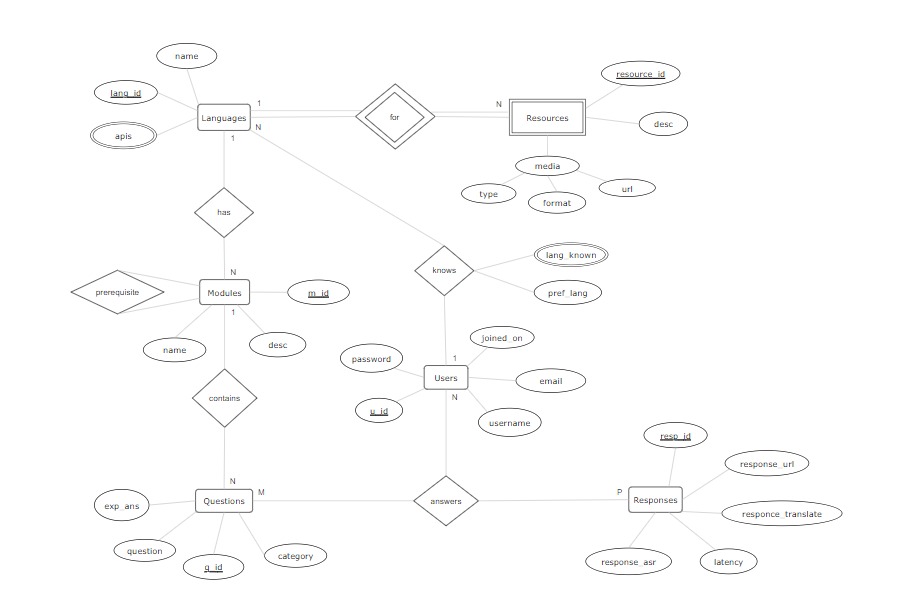 name
lang_id
apis
Languages
1
1
N
for
N
Resources
resource_id
desc
media
type
format
url
has
knows
lang_known
pref_lang
prerequisite
N
Modules
1
m_id
name
desc
contains
joined_on
password
1
Users
N
email
u_id
username
N
Questions
M
answers
P
Responses
resp_id
response_url
responce_translate
response_asr
latency
exp_ans
question
q_id
category